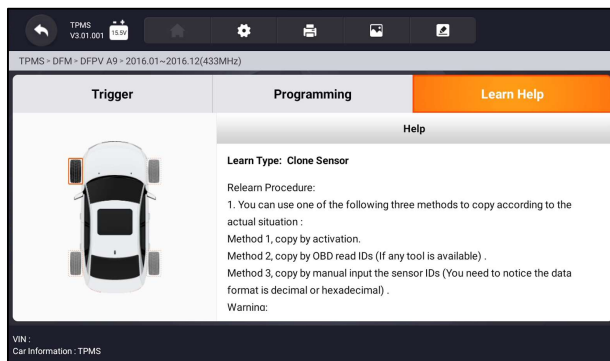 TPMS
V3.01.001
15.5V
TPMS > DFM > DFPV A9 > 2016.01~2016.12(433MHz)
Trigger
Programming
Learn Help
Help
Learn Type: Clone Sensor
Relearn Procedure:
1. You can use one of the following three methods to copy according to the
actual situation :
Method 1, copy by activation.
Method 2, copy by OBD read IDs (If any tool is available) .
Method 3, copy by manual input the sensor IDs (You need to notice the data
format is decimal or hexadecimal) .
Warning:
VIN :
Car Information : TPMS